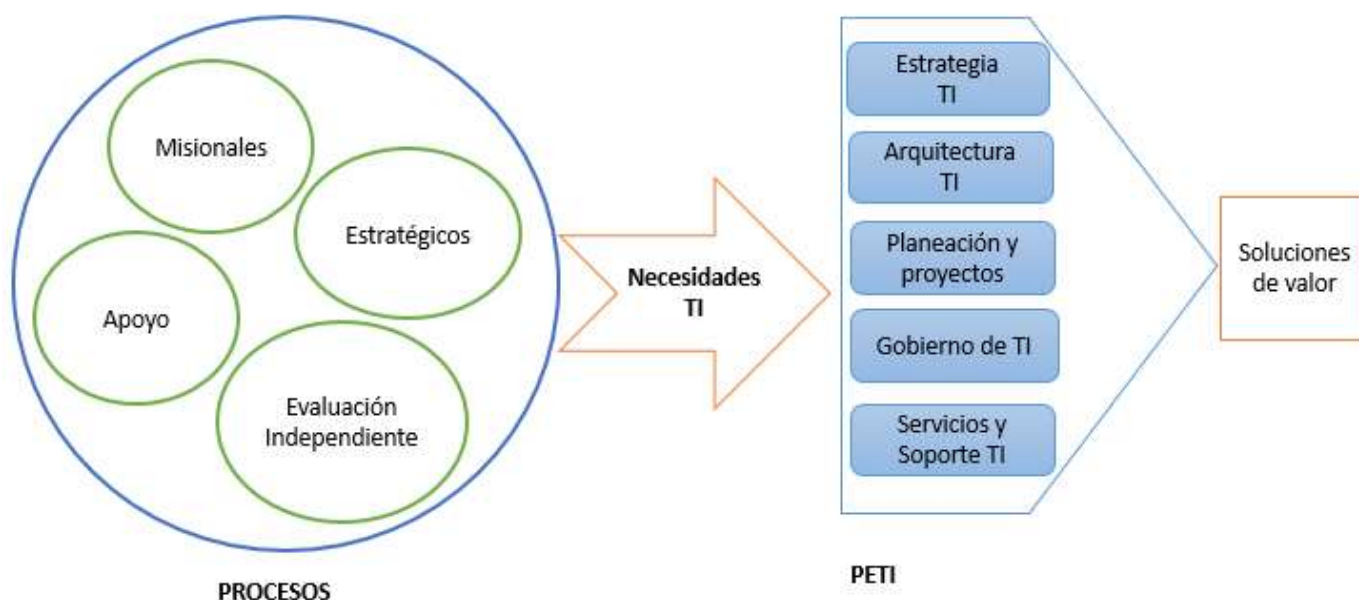 Misionales
Estratégicos
Apoyo
Evaluación
Independiente
PROCESOS
Necesidades
TI
Estrategia
TI
Arquitectura
TI
Planeación y
proyectos
Gobierno de TI
Servicios y
Soporte TI
PETI
Soluciones
de valor